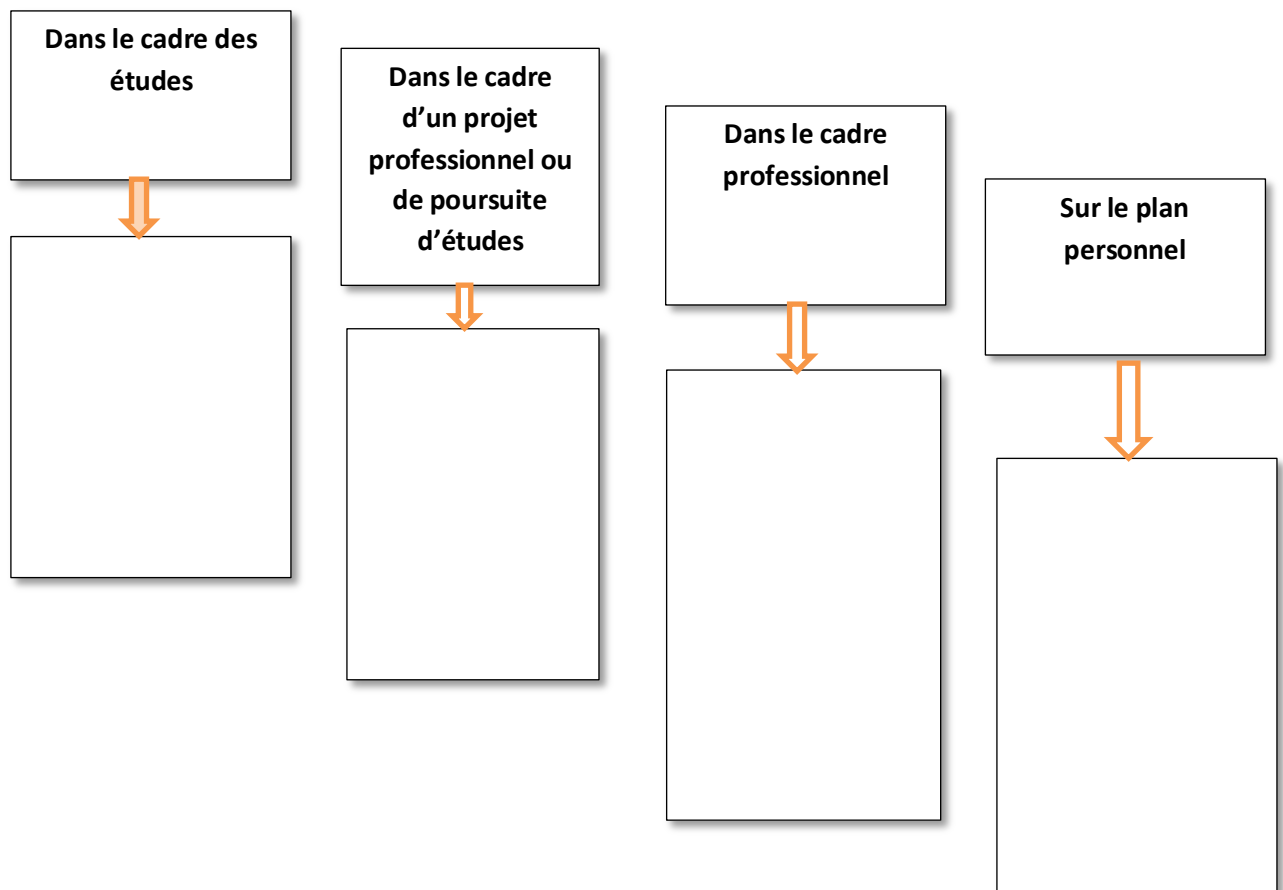 Dans le cadre des
études
Dans le cadre
d’un projet
professionnel ou
de poursuite
d’études
Dans le cadre
professionnel
Sur le plan
personnel